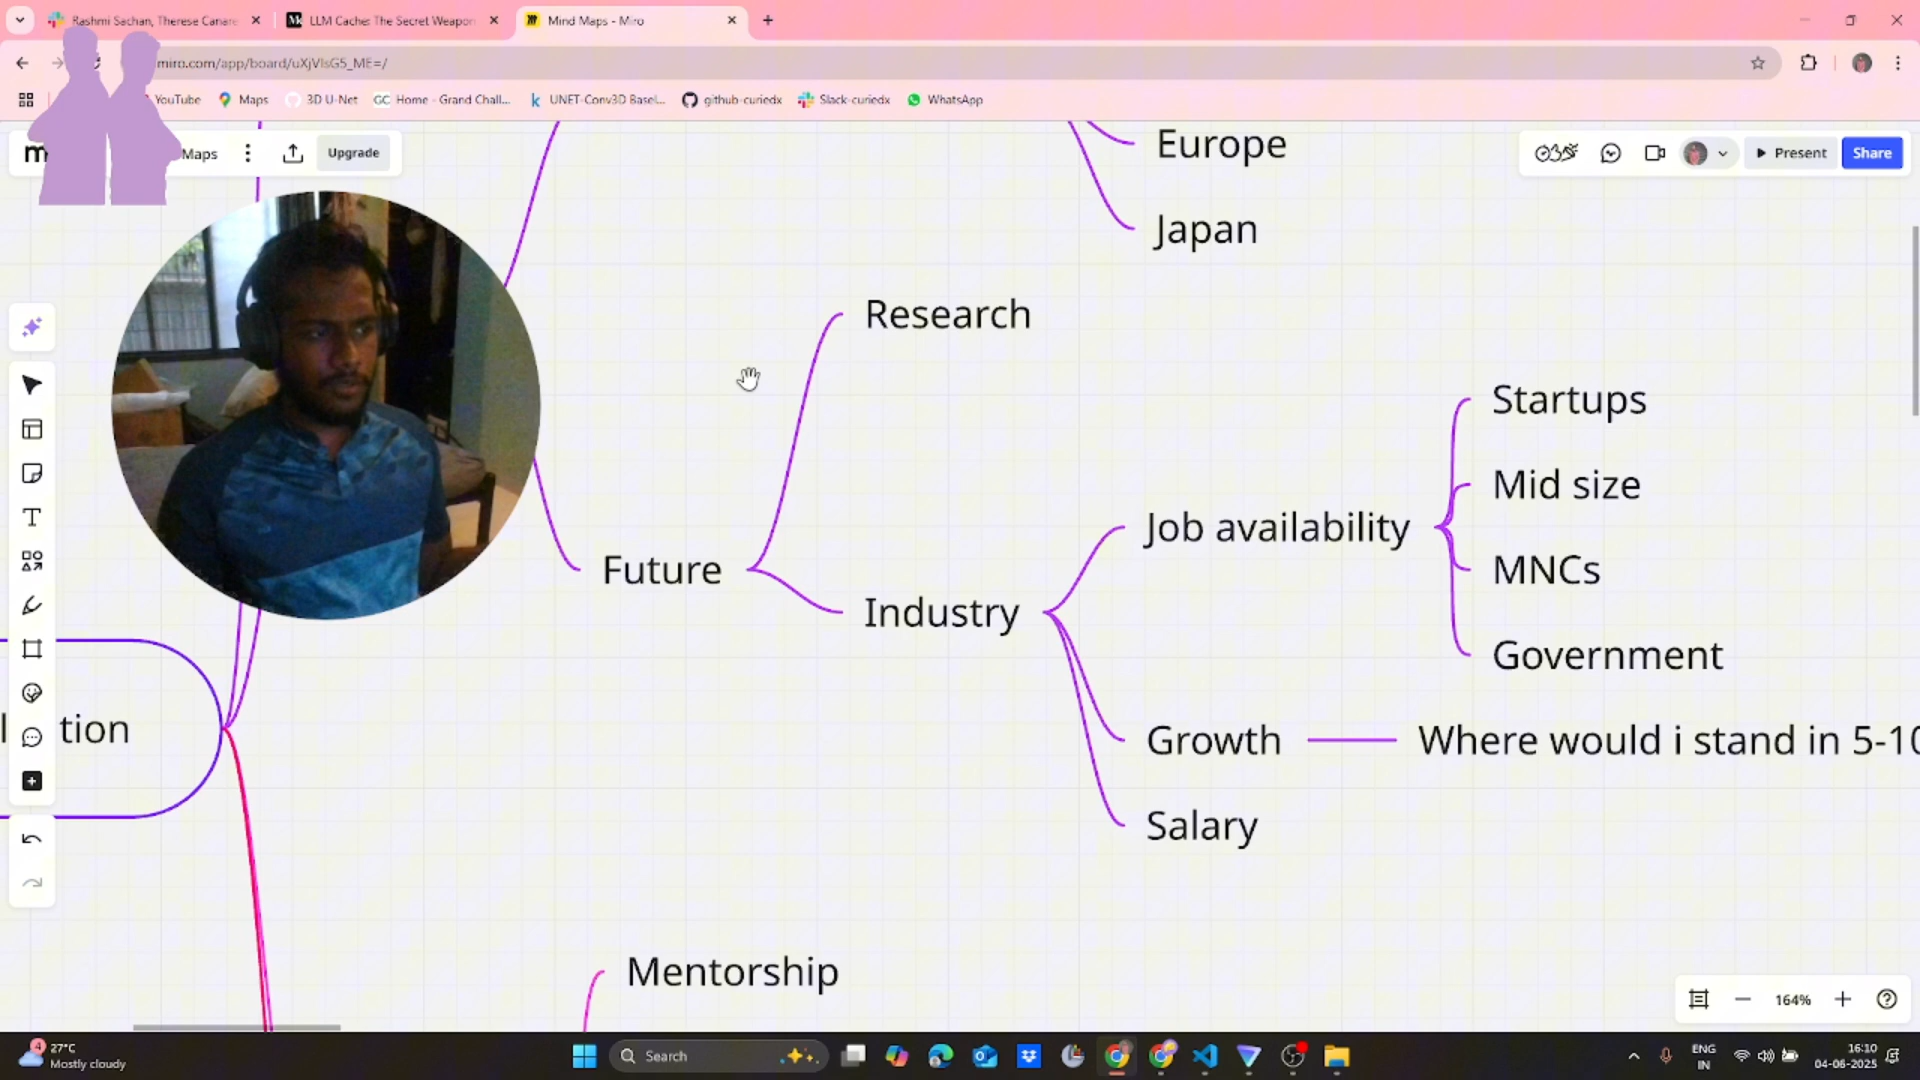 Rashmi Sachan, Therese Canare
LLM Cache: The Secret Weapon
Mind Maps - Miro
miro.com/app/board/uXjVIsG5_ME=/
YouTube
Maps
3D U-Net
GC Home - Grand Chall...
k UNET-Conv3D Basel...
github-curiedx
Slack-curiedx
WhatsApp
m
Maps
Upgrade
Present
Share
Europe
Japan
Research
Startups
Mid size
Job availability
MNCs
Future
Industry
Government
tion
Growth
Where would i stand in 5-10
Salary
Mentorship
164%
4
27°C
Mostly cloudy
Search
ENG
IN
16:10
04-06-2025